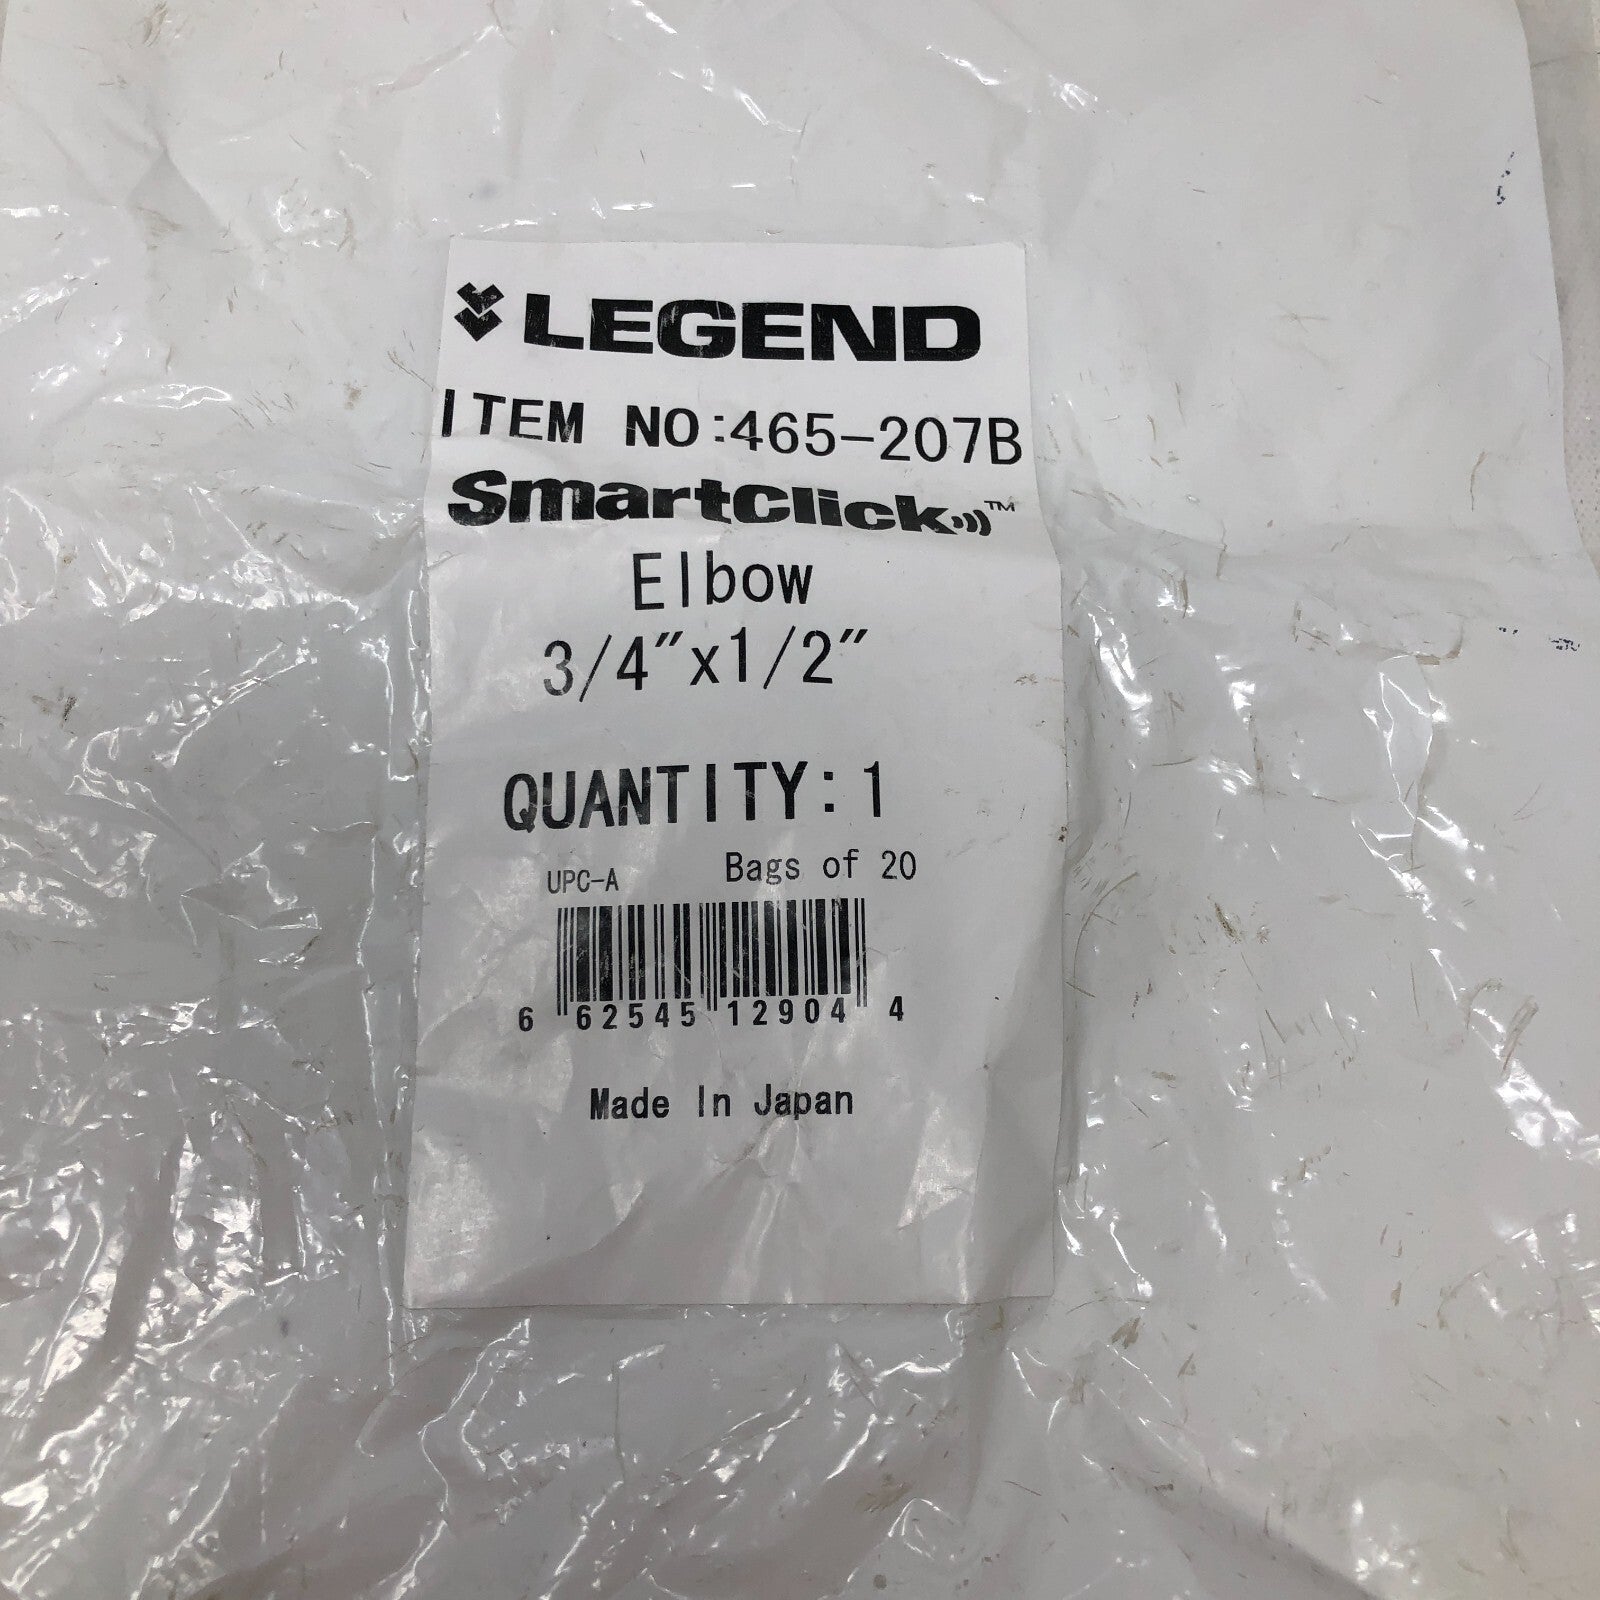 LEGEND
ITEM NO:465-207B
SmartClick™
Elbow
3/4"x1/2"
QUANTITY:1
UPC-A Bags of 20
6 62545 12904 4
Made In Japan